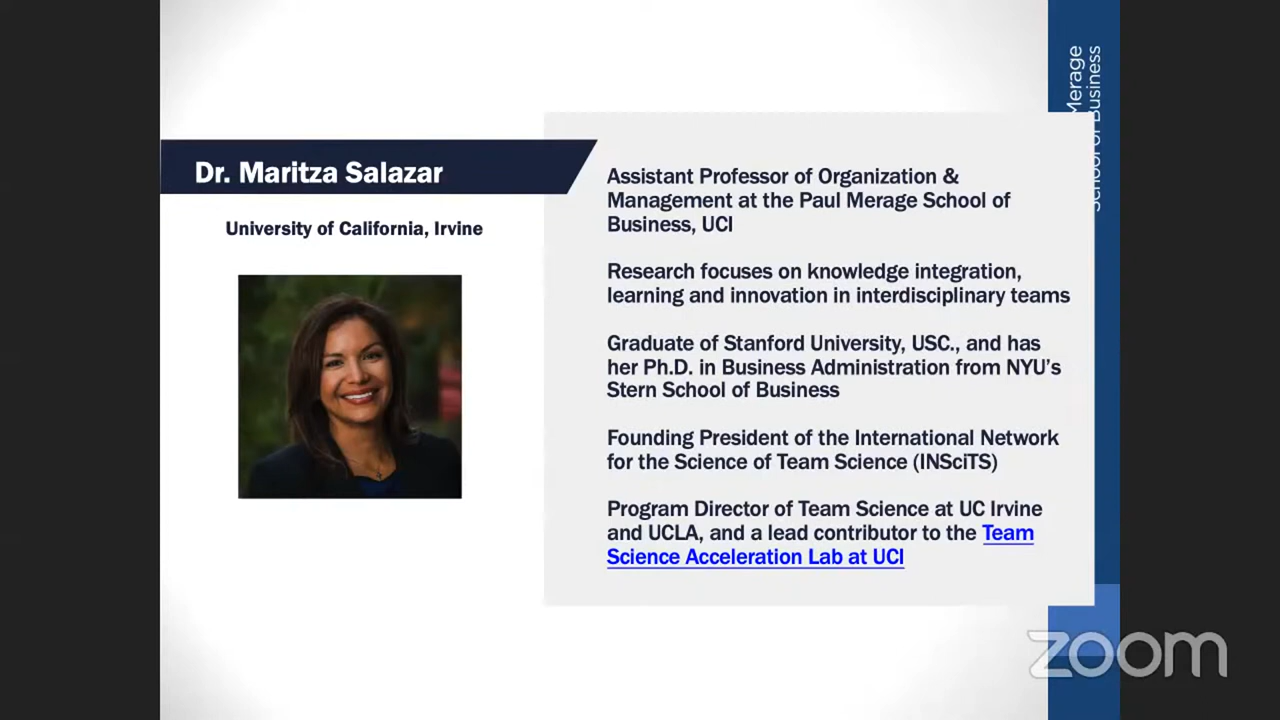 Dr. Maritza Salazar
University of California, Irvine
Assistant Professor of Organization &
Management at the Paul Merage School of
Business, UCI
Research focuses on knowledge integration,
learning and innovation in interdisciplinary teams
Graduate of Stanford University, USC., and has
her Ph.D. in Business Administration from NYU's
Stern School of Business
Founding President of the International Network
for the Science of Team Science (INSciTS)
Program Director of Team Science at UC Irvine
and UCLA, and a lead contributor to the Team
Science Acceleration Lab at UCI
Merage
School of Business
zoom